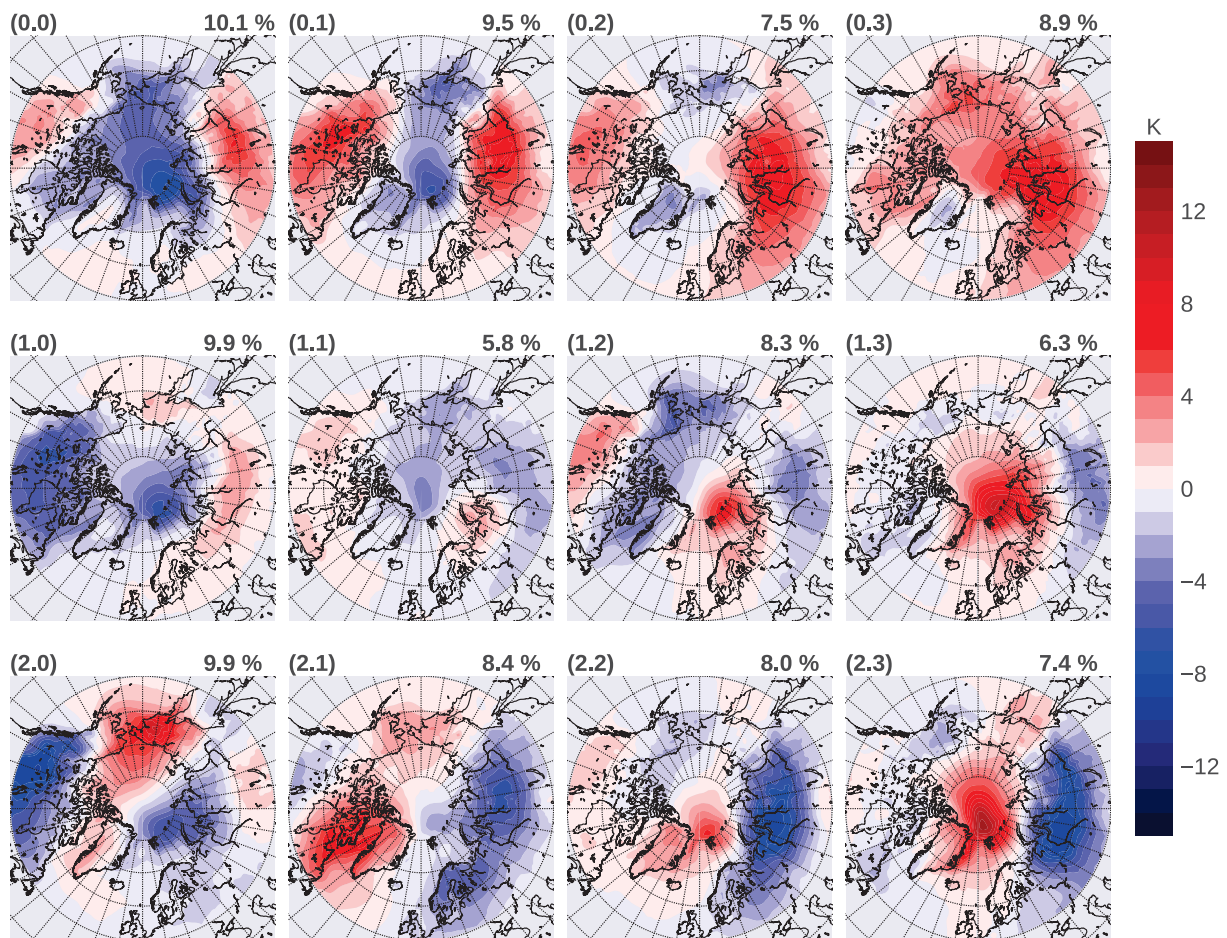 (0.0) 10.1 %
(0.1) 9.5 %
(0.2) 7.5 %
(0.3) 8.9 %
K
12
8
4
0
−4
−8
−12
(1.0) 9.9 %
(1.1) 5.8 %
(1.2) 8.3 %
(1.3) 6.3 %
(2.0) 9.9 %
(2.1) 8.4 %
(2.2) 8.0 %
(2.3) 7.4 %